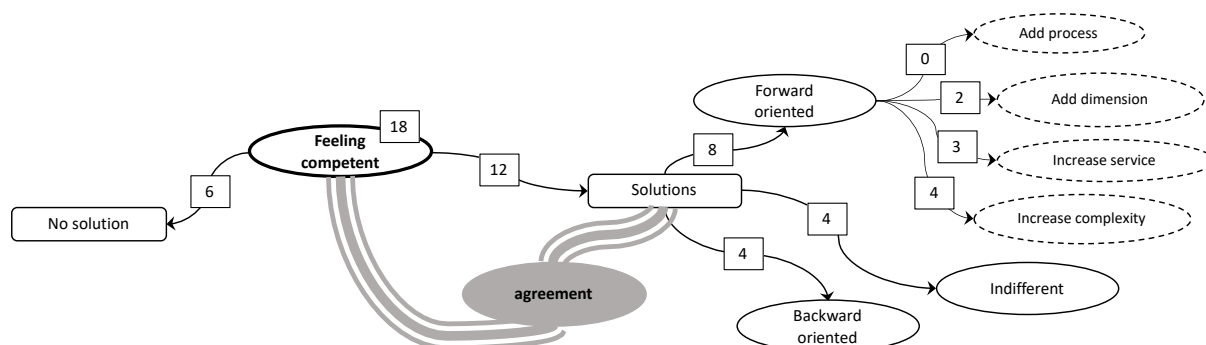 Add process
0
Forward
oriented
2
Add dimension
18
Feeling
competent
8
3
Increase service
12
6
Solutions
4
Increase complexity
No solution
4
4
agreement
Indifferent
Backward
oriented